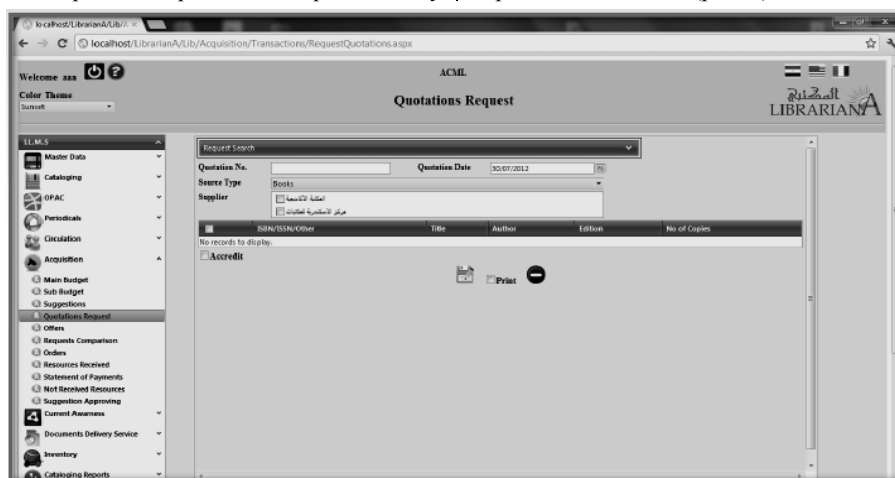 localhost/LibrarianA/Lib/A
localhost/LibrarianA/Lib/Acquisition/Transactions/RequestQuotations.aspx
Welcome aaa
ACML
Color Theme
Sunset
Quotations Request
المكتبة
LIBRARIANA
I.L.M.S
Master Data
Cataloging
OPAC
Periodicals
Circulation
Acquisition
Main Budget
Sub Budget
Suggestions
Quotations Request
Offers
Requests Comparison
Orders
Resources Received
Statement of Payments
Not Received Resources
Suggestion Approving
Current Awareness
Documents Delivery Service
Inventory
Cataloging Reports
Request Search
Quotation No. Quotation Date 30/07/2012
Source Type Books
Supplier المكتبة الأكاديمية
مركز الأسكندرية للكتاب
ISBN/ISSN/Other Title Author Edition No of Copies
No records to display.
Accredit
Print